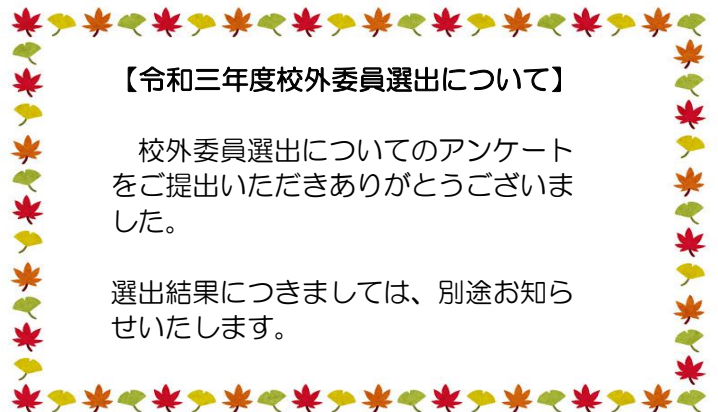 【令和三年度校外委員選出について】
　校外委員選出についてのアンケート
をご提出いただきありがとうございま
した。
選出結果につきましては、別途お知ら
せいたします。